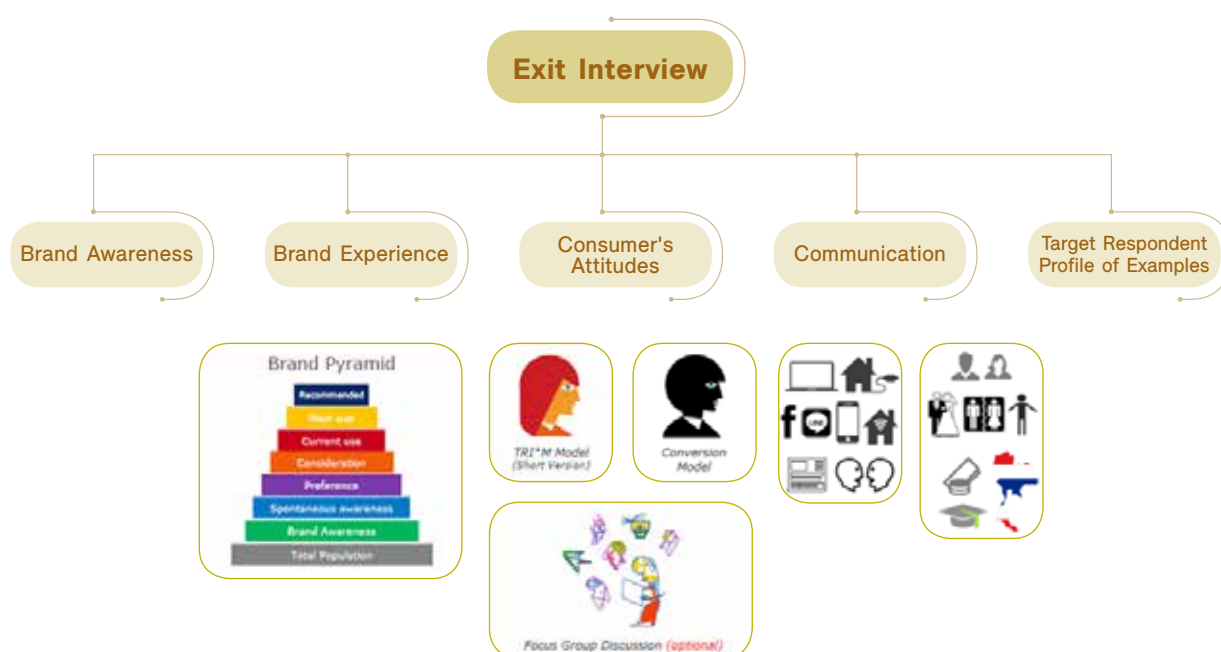 Exit Interview
Brand Awareness
Brand Experience
Consumer's
Attitudes
Communication
Target Respondent
Profile of Examples
Brand Pyramid
Recommended
Current use
Consideration
Preference
Spontaneous awareness
Brand Awareness
Total Population
TRI*M Model
(Short Version)
Conversion
Model
f
LINE
Focus Group Discussion (optional)